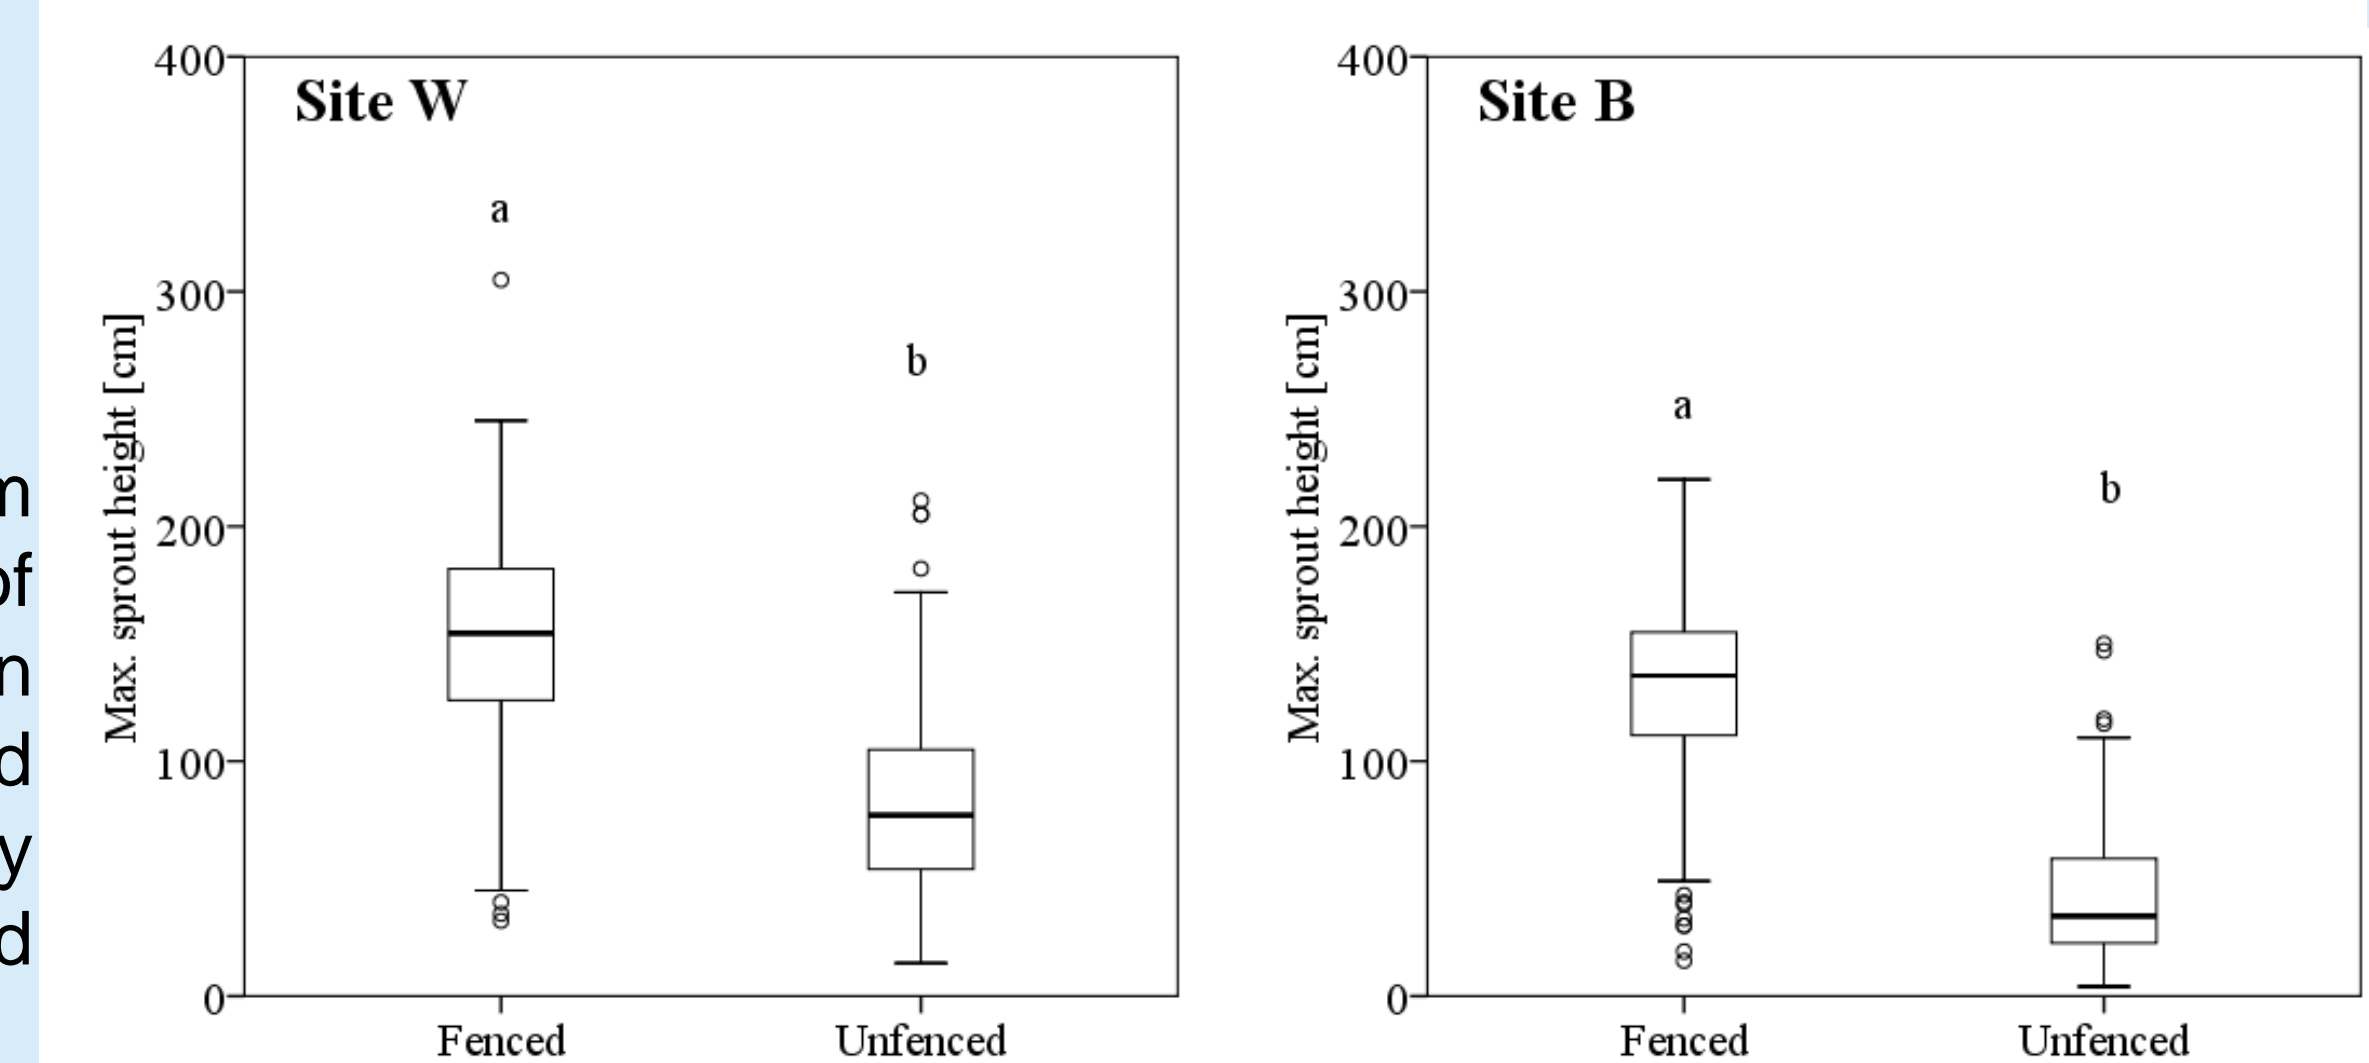 m
of
n
d
y
d
Site W
Max. sprout height [cm]
400
300
200
100
0
a
b
Fenced
Unfenced
Site B
Max. sprout height [cm]
400
300
200
100
0
a
b
Fenced
Unfenced